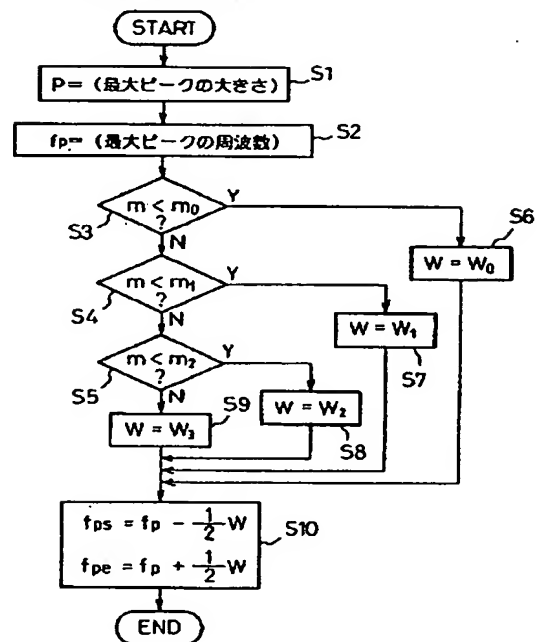 START
P=(最大ピークの大きさ) S1
fp=(最大ピークの周波数) S2
m < m0 ? Y N S3
W = W0 S6
m < m1 ? Y N S4
W = W1 S7
m < m2 ? Y N S5
W = W2 S8
W = W3 S9
fps = fp - 1/2 W
fpe = fp + 1/2 W
S10
END